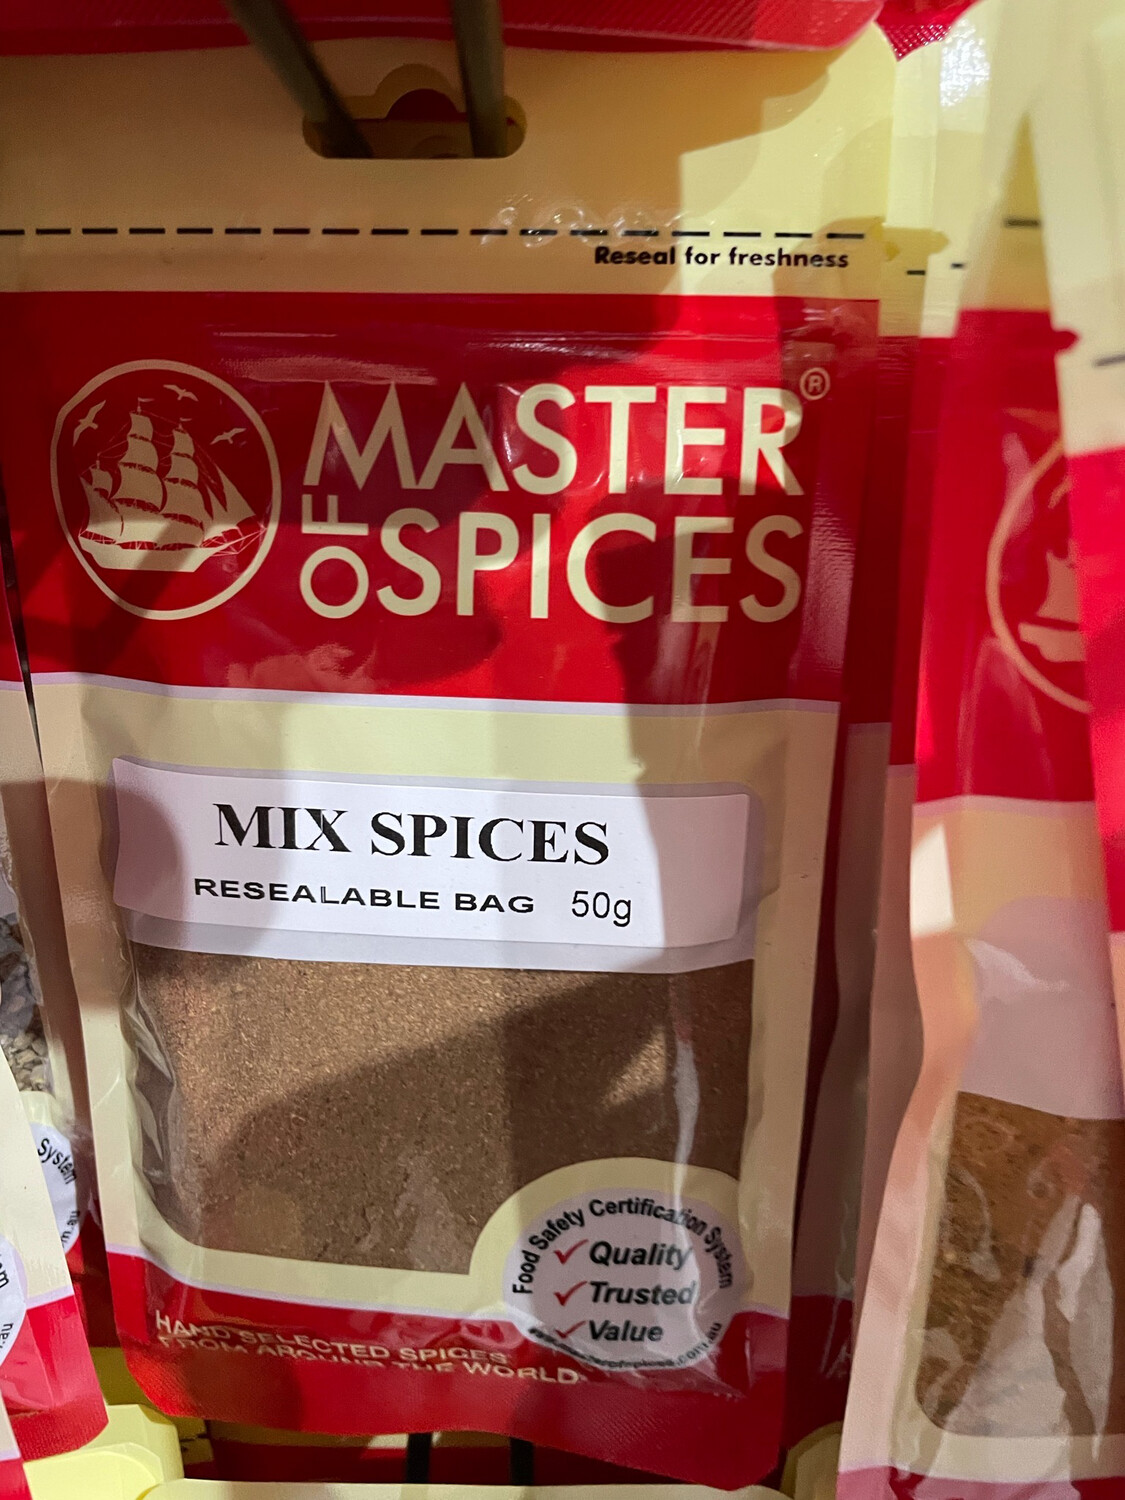 Reseal for freshness
MASTER®
OF SPICES
MIX SPICES
RESEALABLE BAG 50g
Food Safety Certification System
Quality
Trusted
Value
HAND SELECTED SPICES
FROM AROUND THE WORLD.
System